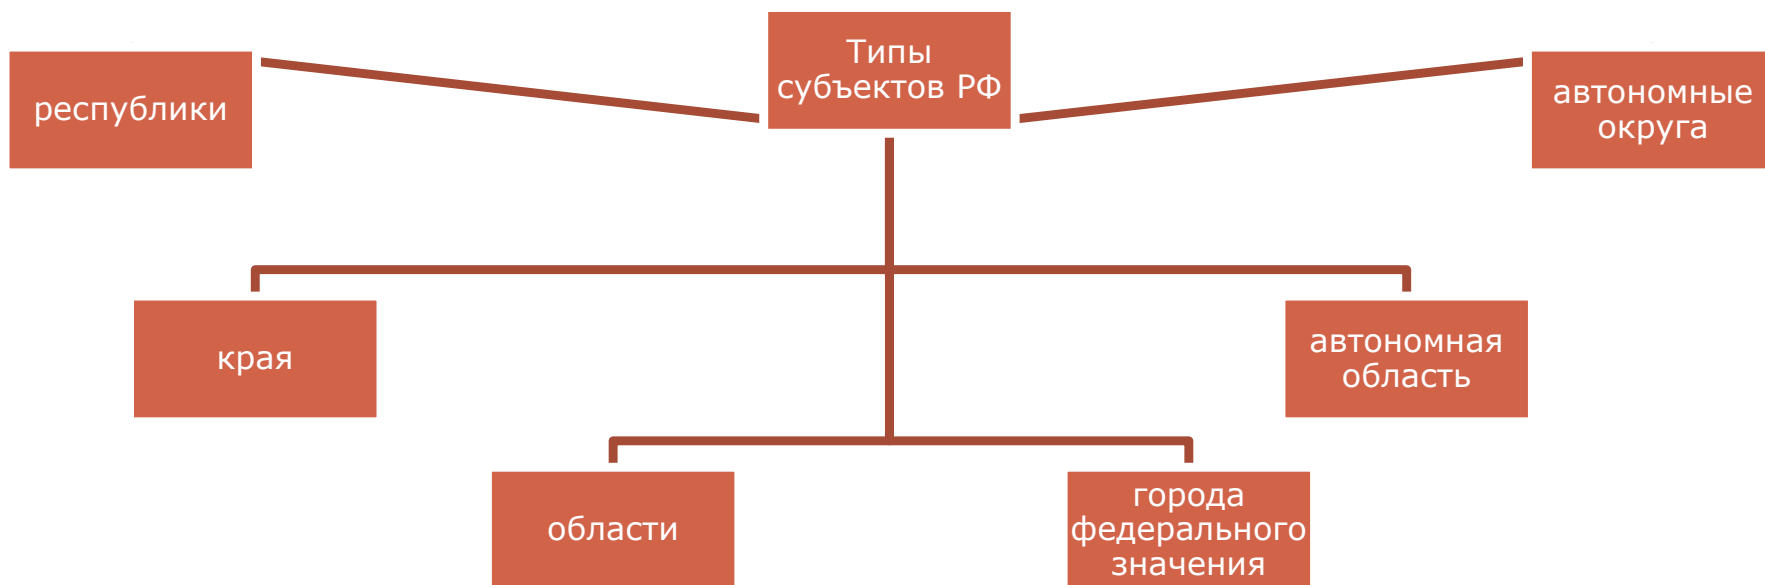 Типы
субъектов РФ
республики
автономные
округа
края
автономная
область
области
города
федерального
значения